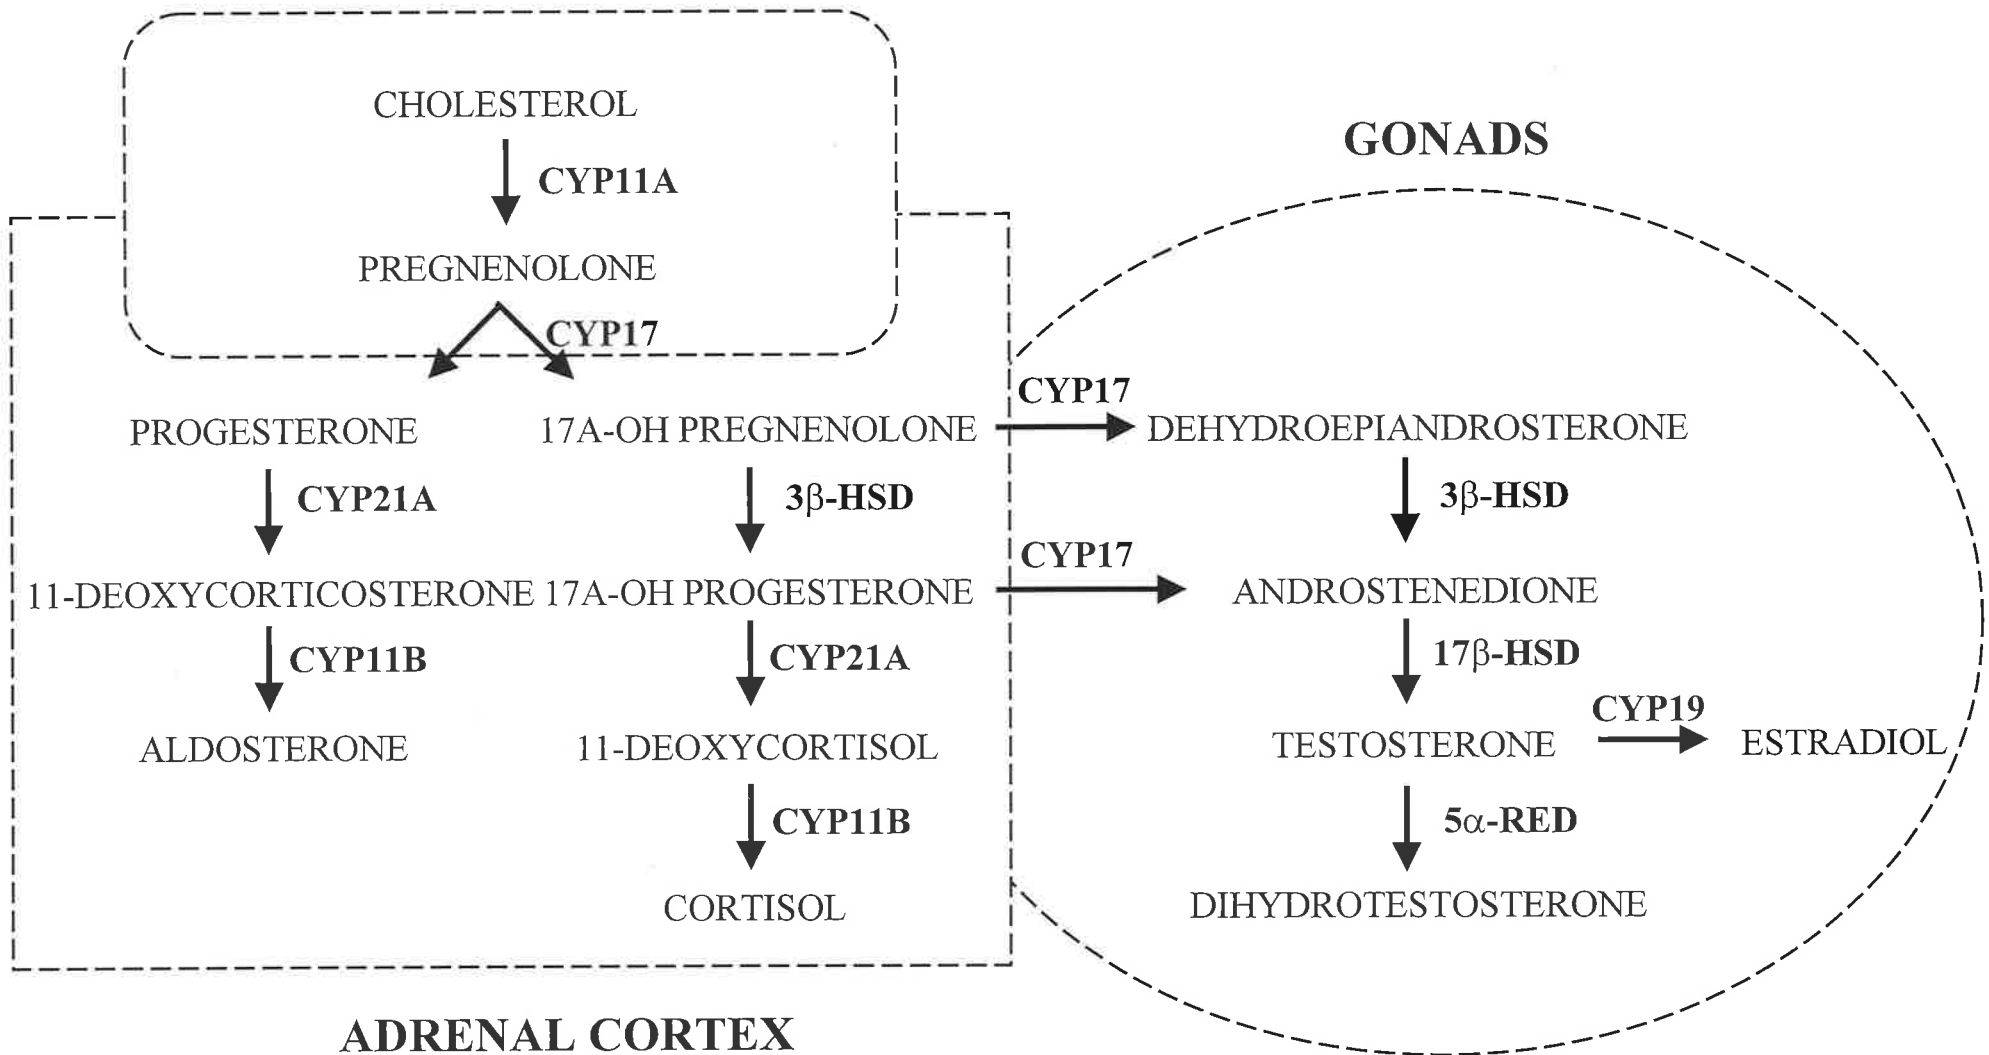 CHOLESTEROL
CYP11A
PREGNENOLONE
CYP17
PROGESTERONE
17A-OH PREGNENOLONE
CYP21A
3β-HSD
11-DEOXYCORTICOSTERONE
17A-OH PROGESTERONE
CYP11B
CYP21A
ALDOSTERONE
11-DEOXYCORTISOL
CYP11B
CORTISOL
ADRENAL CORTEX
GONADS
CYP17
DEHYDROEPIANDROSTERONE
3β-HSD
CYP17
ANDROSTENEDIONE
17β-HSD
CYP19
TESTOSTERONE
ESTRADIOL
5α-RED
DIHYDROTESTOSTERONE